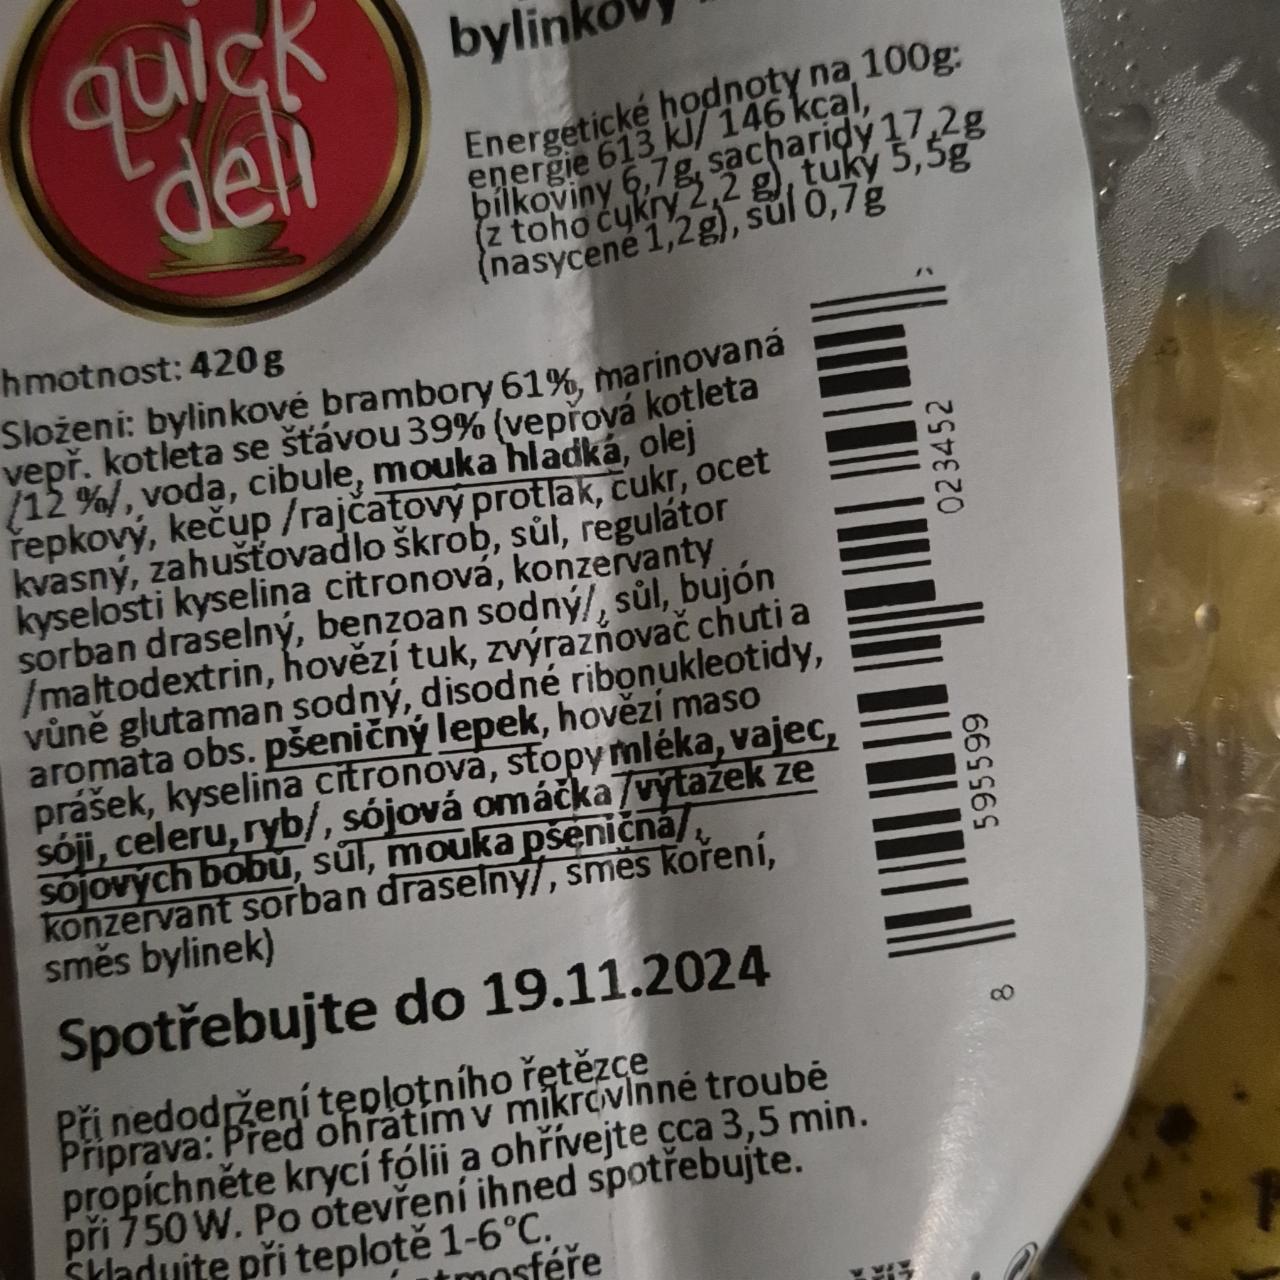 quick
deli
bylinkový
Energetické hodnoty na 100g:
energie 613 kJ/ 146 kcal,
bílkoviny 6,7g, sacharidy 17,2g
(z toho cukry 2,2 g), tuky 5,5g
(nasycené 1,2g), sůl 0,7g
hmotnost: 420 g
Složení: bylinkové brambory 61%, marinovaná
vepř. kotleta se šťávou 39% (vepřová kotleta
/12 %/, voda, cibule, mouka hladká, olej
řepkový, kečup /rajčatový protlak, cukr, ocet
kvasný, zahušťovadlo škrob, sůl, regulátor
kyselosti kyselina citronová, konzervanty
sorban draselný, benzoan sodný/, sůl, bujón
/maltodextrin, hovězí tuk, zvýrazňovač chuti a
vůně glutaman sodný, disodné ribonukleotidy,
aromata obs. pšeničný lepek, hovězí maso
prášek, kyselina citronová, stopy mléka, vajec,
sóji, celeru, ryb/, sójová omáčka /výtažek ze
sójových bobů, sůl, mouka pšeničná/,
konzervant sorban draselný/, směs koření,
směs bylinek)
Spotřebujte do 19.11.2024
Při nedodržení teplotního řetězce
Příprava: Před ohřátím v mikrovlnné troubě
propíchněte krycí fólii a ohřívejte cca 3,5 min.
při 750 W. Po otevření ihned spotřebujte.
Skladujte při teplotě 1-6°C.
atmosféře
8 595599 023452